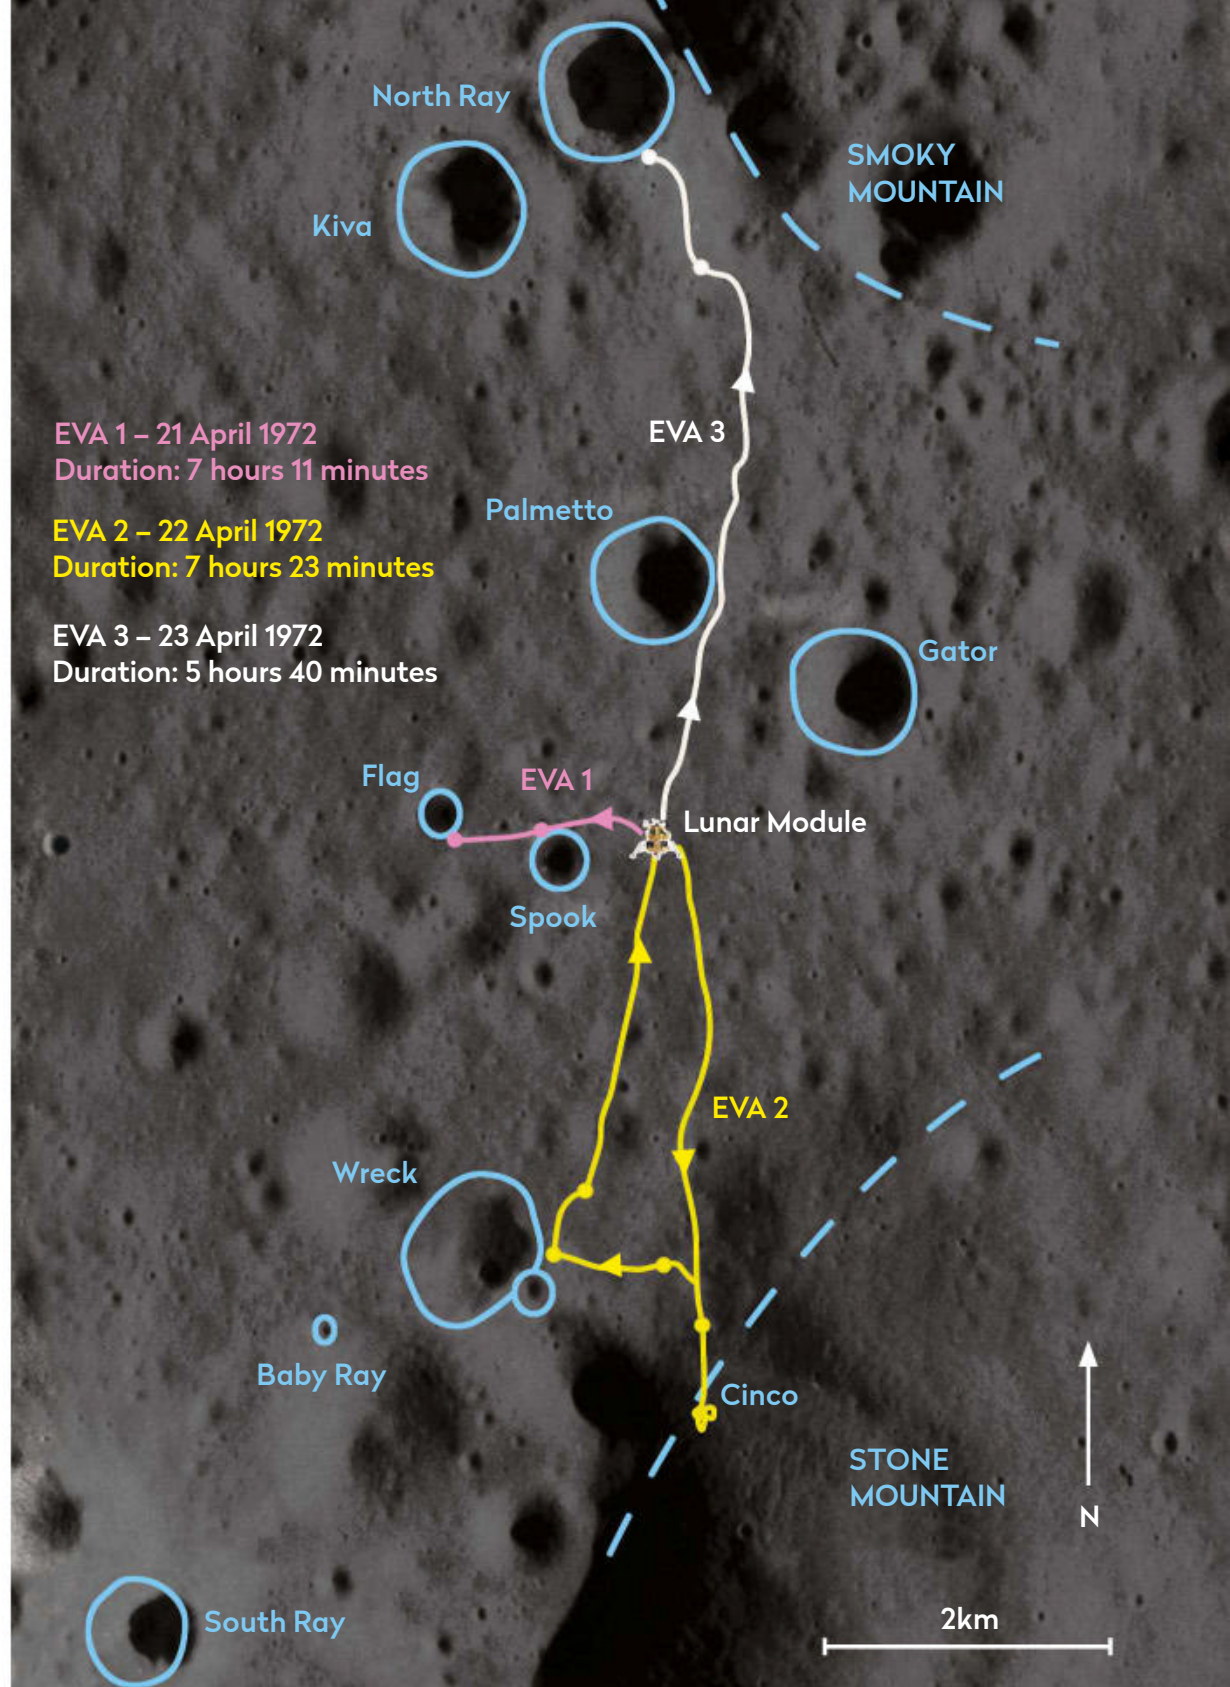 North Ray
SMOKY
MOUNTAIN
Kiva
EVA 1 – 21 April 1972
Duration: 7 hours 11 minutes
EVA 3
Palmetto
EVA 2 – 22 April 1972
Duration: 7 hours 23 minutes
EVA 3 – 23 April 1972
Duration: 5 hours 40 minutes
Gator
Flag
EVA 1
Lunar Module
Spook
EVA 2
Wreck
Baby Ray
Cinco
STONE
MOUNTAIN
N
South Ray
2km